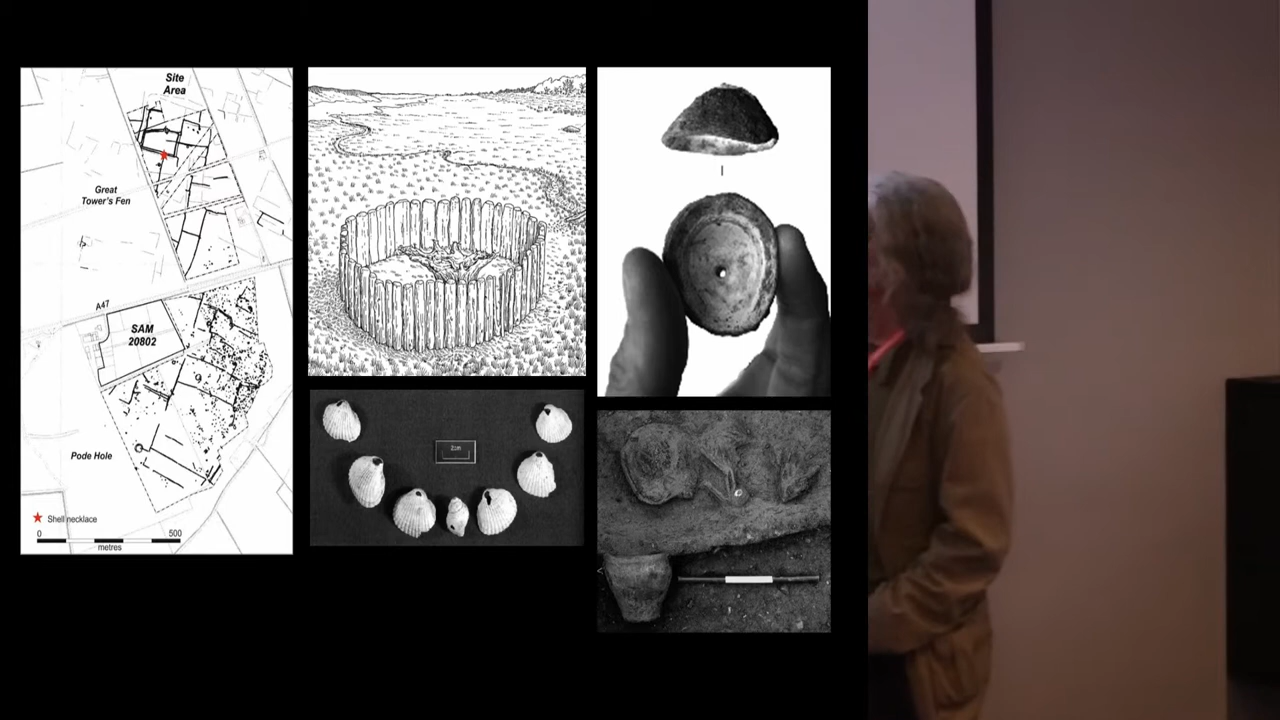 Site
Area
Great
Tower's Fen
A47
SAM
20802
Pode Hole
Shell necklace
0
500
metres